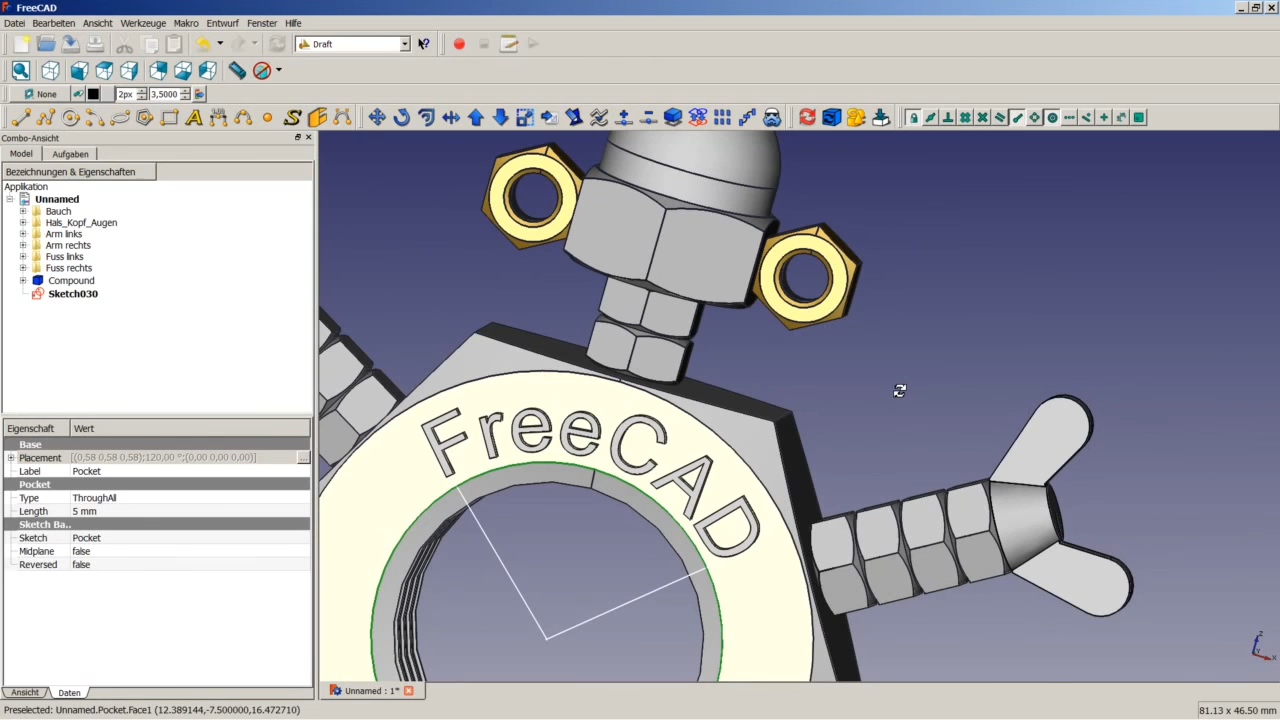 FreeCAD
Datei Bearbeiten Ansicht Werkzeuge Makro Entwurf Fenster Hilfe
Draft
None 2px 3,5000
Combo-Ansicht
Model Aufgaben
Bezeichnungen & Eigenschaften
Applikation
Unnamed
Bauch
Hals_Kopf_Augen
Arm links
Arm rechts
Fuss links
Fuss rechts
Compound
Sketch030
Eigenschaft Wert
Base
Placement [(0,58 0,58 0,58);120,00 °;(0,00 0,00 0,00)] ...
Label Pocket
Pocket
Type ThroughAll
Length 5 mm
Sketch Ba..
Sketch Pocket
Midplane false
Reversed false
Ansicht Daten
FreeCAD
Unnamed : 1*
Preselected: Unnamed.Pocket.Face1 (12.389144,-7.500000,16.472710)
81.13 x 46.50 mm